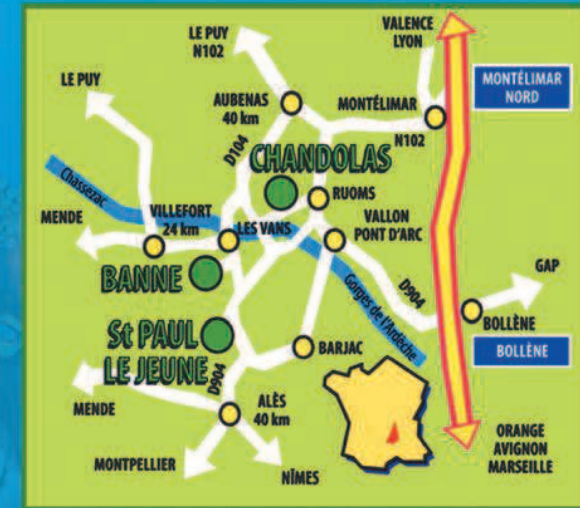 LE PUY
N102
VALENCE
LYON
LE PUY
MONTÉLIMAR
NORD
AUBENAS
40 km
MONTÉLIMAR
N102
D104
CHANDOLAS
Chassezac
RUOMS
MENDE
VILLEFORT
24 km
LES VANS
VALLON
PONT D'ARC
GAP
BANNE
Gorges de l'Ardèche
D904
BOLLÈNE
St PAUL
LE JEUNE
BARJAC
BOLLÈNE
D904
MENDE
ALÈS
40 km
ORANGE
AVIGNON
MARSEILLE
MONTPELLIER
NÎMES